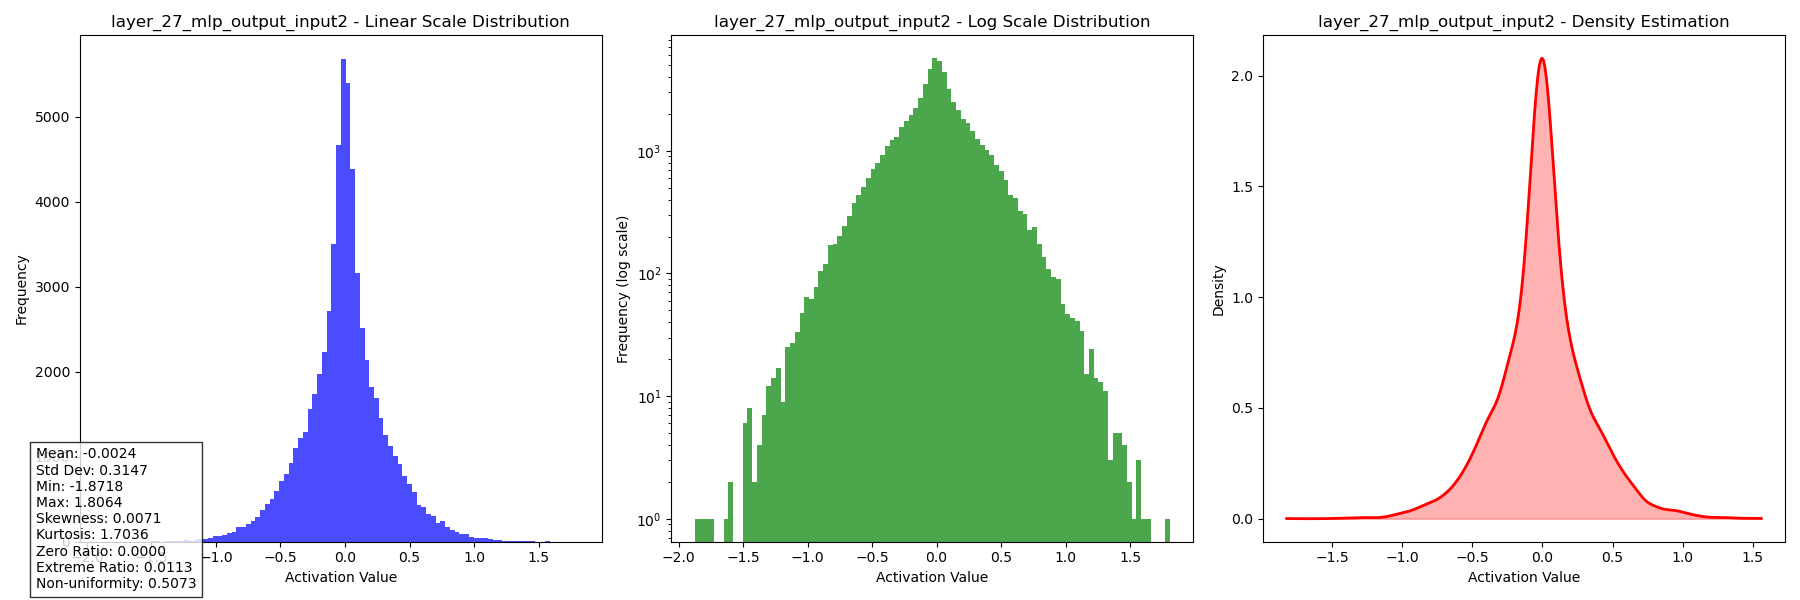 layer_27_mlp_output_input2 - Linear Scale Distribution
Frequency
5000
4000
3000
2000
1000
−1.0
−0.5
0.0
0.5
1.0
1.5
Activation Value
Mean: -0.0024
Std Dev: 0.3147
Min: -1.8718
Max: 1.8064
Skewness: 0.0071
Kurtosis: 1.7036
Zero Ratio: 0.0000
Extreme Ratio: 0.0113
Non-uniformity: 0.5073
layer_27_mlp_output_input2 - Log Scale Distribution
Frequency (log scale)
10³
10²
10¹
10⁰
−2.0
−1.5
−1.0
−0.5
0.0
0.5
1.0
1.5
Activation Value
layer_27_mlp_output_input2 - Density Estimation
Density
2.0
1.5
1.0
0.5
0.0
−1.5
−1.0
−0.5
0.0
0.5
1.0
1.5
Activation Value